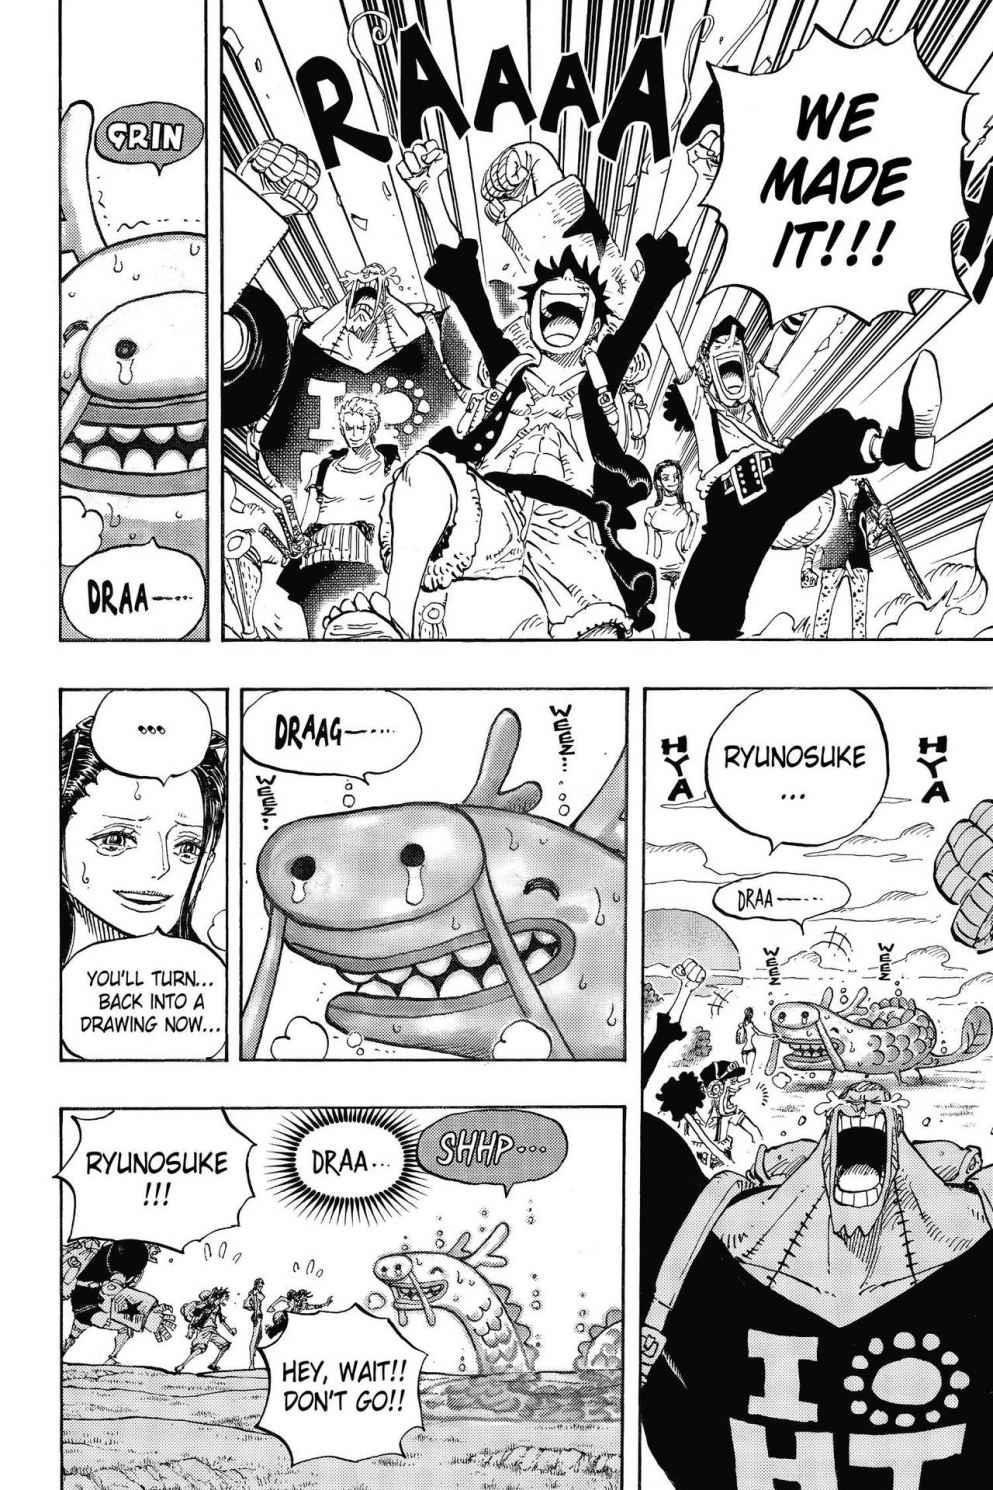 WE
MADE
IT!!!
RAAAAA
GRIN
DRAA—····
RYUNOSUKE
...
HYA
HYA
DRAA—····
WEEZ
WEEZ
WEEZ...
DRAAG—·····
WEEZ...
...
YOU'LL TURN...
BACK INTO A
DRAWING NOW...
I
HT
SHHP...
DRAA...
RYUNOSUKE
!!!
HEY, WAIT!!
DON'T GO!!